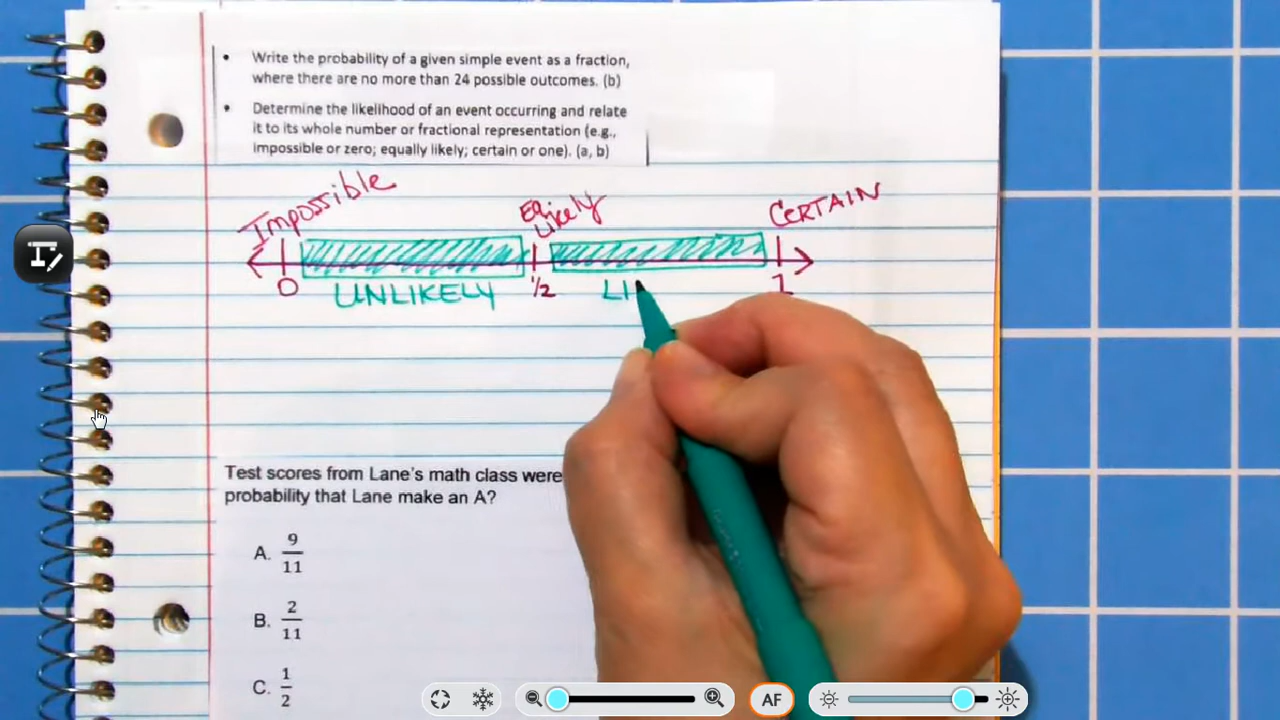 • Write the probability of a given simple event as a fraction,
where there are no more than 24 possible outcomes. (b)
• Determine the likelihood of an event occurring and relate
it to its whole number or fractional representation (e.g.,
impossible or zero; equally likely; certain or one). (a, b)
Impossible
Likely
CERTAIN
0
UNLIKELY
1/2
LI
1
Test scores from Lane's math class were
probability that Lane make an A?
A. 9/11
B. 2/11
C. 1/2
AF